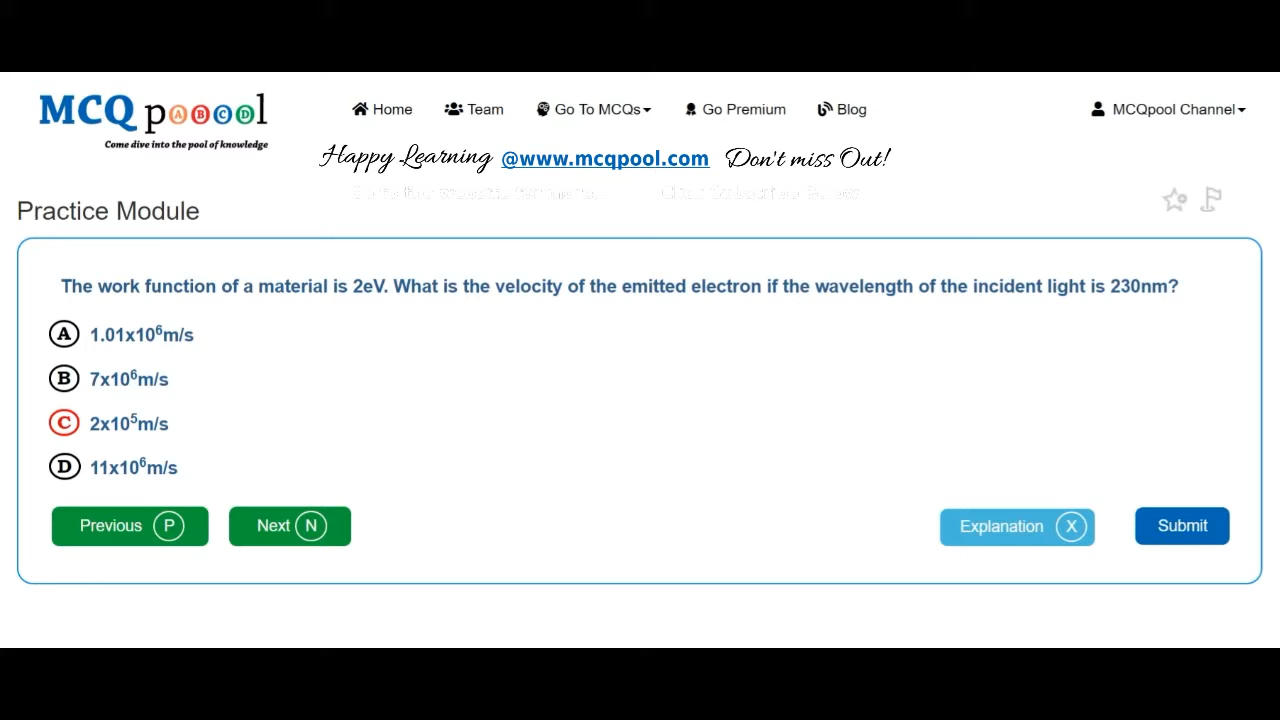 MCQ pABCDl
Come dive into the pool of knowledge
Home Team Go To MCQs Go Premium Blog MCQpool Channel
Happy Learning @www.mcqpool.com Don't miss Out!
Practice Module
The work function of a material is 2eV. What is the velocity of the emitted electron if the wavelength of the incident light is 230nm?
A 1.01x10⁶m/s
B 7x10⁶m/s
C 2x10⁵m/s
D 11x10⁶m/s
Previous P Next N Explanation X Submit